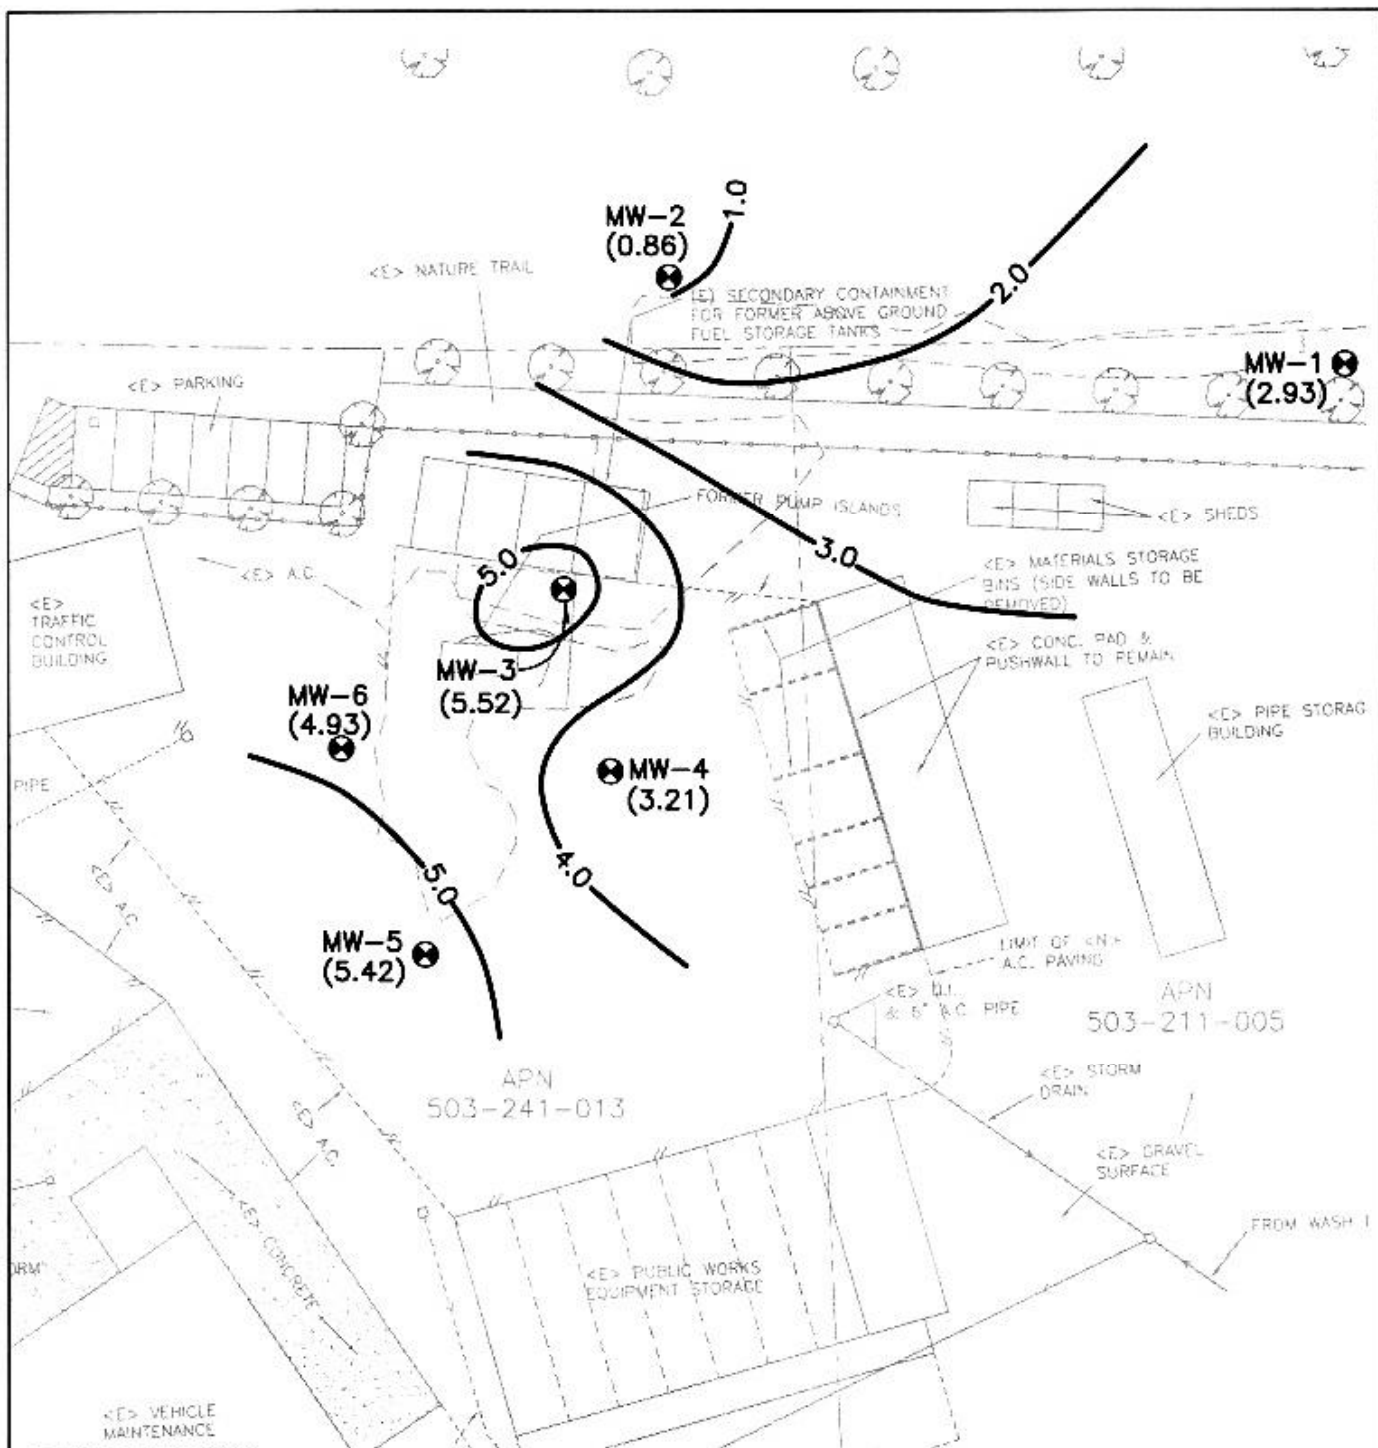 1.0
MW-2
(0.86)
<E> NATURE TRAIL
2.0
(E) SECONDARY CONTAINMENT
FOR FORMER ABOVE GROUND
FUEL STORAGE TANKS
MW-1
(2.93)
<E> PARKING
FORMER PUMP ISLANDS
<E> SHEDS
3.0
<E> A.C.
5.0
<E> MATERIALS STORAGE
BINS (SIDE WALLS TO BE
REMOVED)
<E>
TRAFFIC
CONTROL
BUILDING
<E> CONC. PAD &
PUSHWALL TO REMAIN
MW-3
(5.52)
MW-6
(4.93)
<E> PIPE STORAG
BUILDING
MW-4
(3.21)
PIPE
4.0
5.0
<E> A.C.
MW-5
(5.42)
LIMIT OF
A.C. PAVING
<E>
& 6" A.C. PIPE
APN
503-211-005
APN
503-241-013
<E> STORM
DRAIN
<E> A.C.
<E> GRAVEL
SURFACE
FROM WASH
<E> CONCRETE
ORM
<E> PUBLIC WORKS
EQUIPMENT STORAGE
<E> VEHICLE
MAINTENANCE